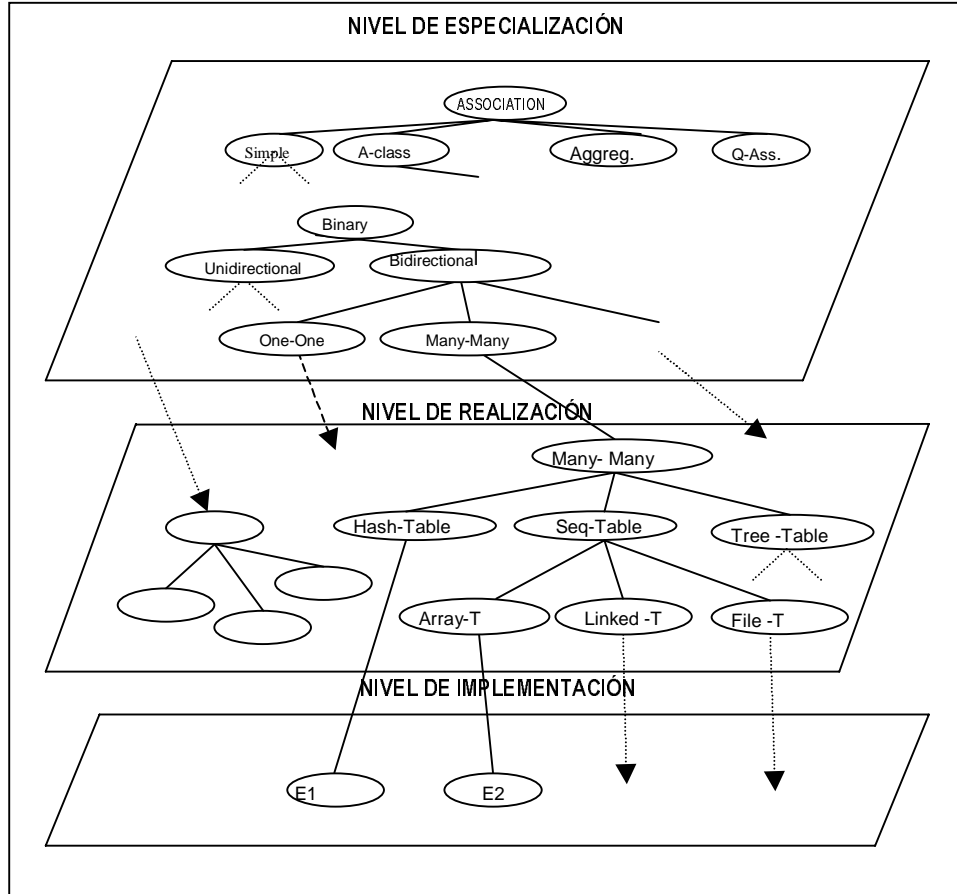 NIVEL DE ESPECIALIZACIÓN
ASSOCIATION
Simple A-class Aggreg. Q-Ass.
Binary
Unidirectional Bidirectional
One-One Many-Many
NIVEL DE REALIZACIÓN
Many- Many
Hash-Table Seq-Table Tree -Table
Array-T Linked -T File -T
NIVEL DE IMPLEMENTACIÓN
E1 E2